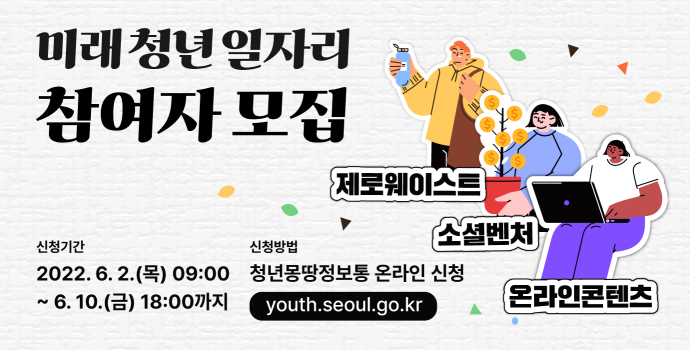 미래 청년 일자리
참여자 모집
제로웨이스트
소셜벤처
온라인콘텐츠
신청기간
2022. 6. 2.(목) 09:00
~ 6. 10.(금) 18:00까지
신청방법
청년몽땅정보통 온라인 신청
youth.seoul.go.kr